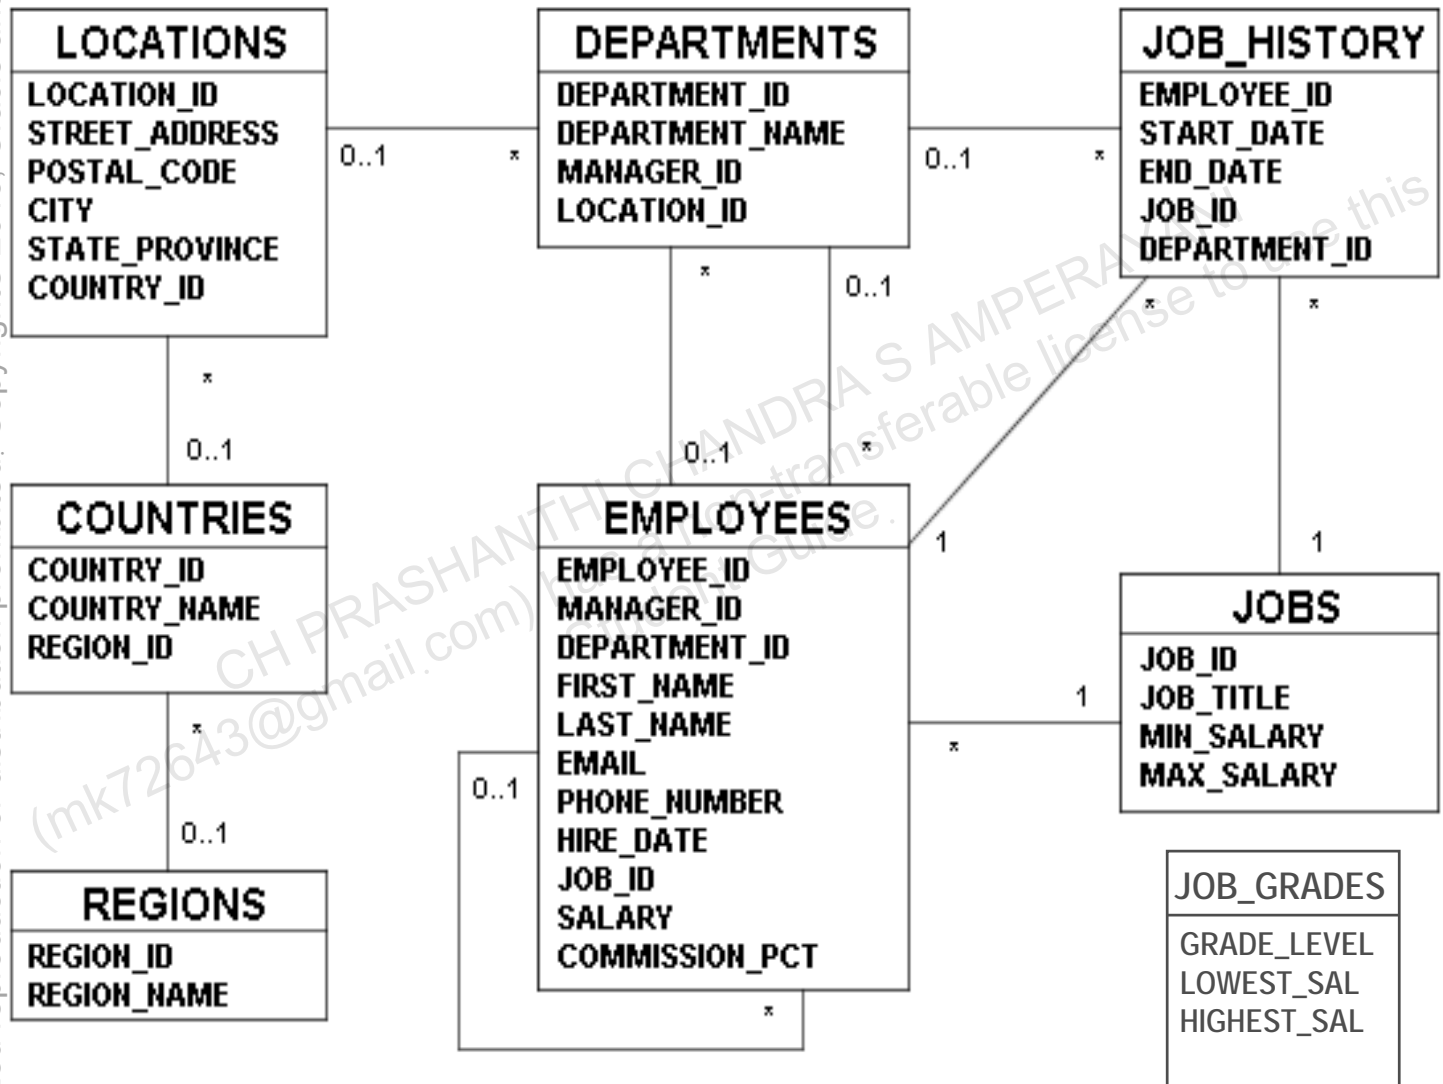 LOCATIONS
LOCATION_ID
STREET_ADDRESS
POSTAL_CODE
CITY
STATE_PROVINCE
COUNTRY_ID
0..1
*
DEPARTMENTS
DEPARTMENT_ID
DEPARTMENT_NAME
MANAGER_ID
LOCATION_ID
0..1
*
JOB_HISTORY
EMPLOYEE_ID
START_DATE
END_DATE
JOB_ID
DEPARTMENT_ID
*
0..1
*
0..1
0..1
*
*
1
*
1
COUNTRIES
COUNTRY_ID
COUNTRY_NAME
REGION_ID
*
0..1
EMPLOYEES
EMPLOYEE_ID
MANAGER_ID
DEPARTMENT_ID
FIRST_NAME
LAST_NAME
EMAIL
PHONE_NUMBER
HIRE_DATE
JOB_ID
SALARY
COMMISSION_PCT
0..1
*
1
*
JOBS
JOB_ID
JOB_TITLE
MIN_SALARY
MAX_SALARY
REGIONS
REGION_ID
REGION_NAME
JOB_GRADES
GRADE_LEVEL
LOWEST_SAL
HIGHEST_SAL
CH PRASHANTHI CHANDRA S AMPERAYANI
(mk72643@gmail.com) has a non-transferable license to use this
Student Guide.